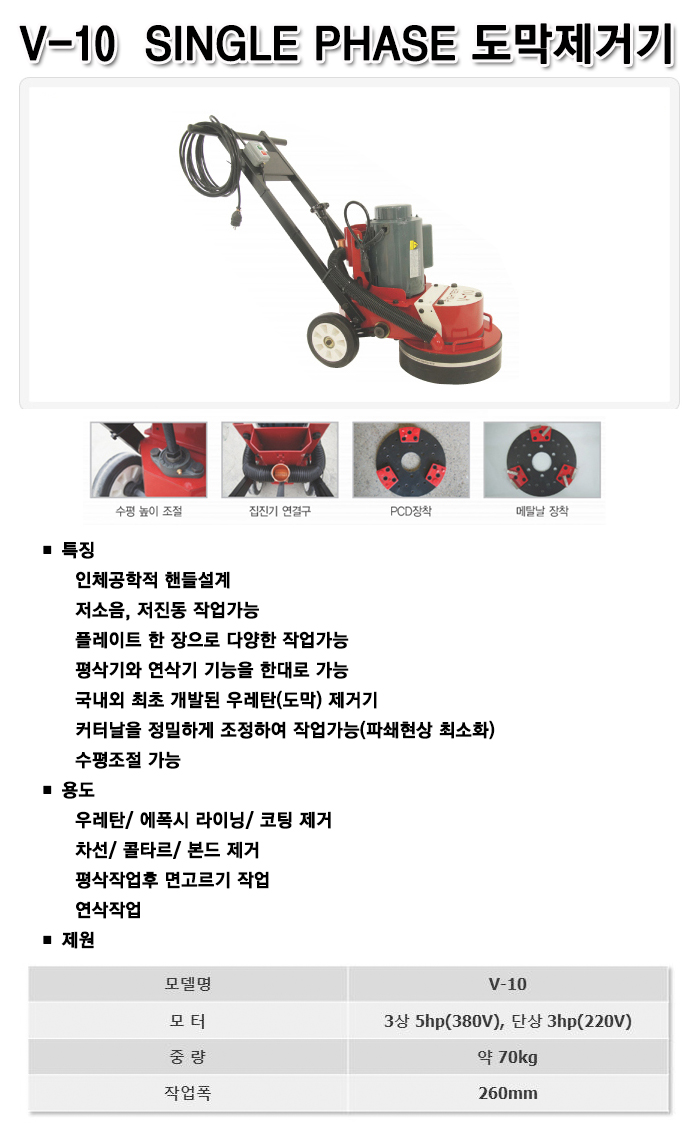 V-10 SINGLE PHASE 도막제거기
수평 높이 조절
집진기 연결구
PCD장착
메탈날 장착
■ 특징
인체공학적 핸들설계
저소음, 저진동 작업가능
플레이트 한 장으로 다양한 작업가능
평삭기와 연삭기 기능을 한대로 가능
국내외 최초 개발된 우레탄(도막) 제거기
커터날을 정밀하게 조정하여 작업가능(파쇄현상 최소화)
수평조절 가능
■ 용도
우레탄/ 에폭시 라이닝/ 코팅 제거
차선/ 콜타르/ 본드 제거
평삭작업후 면고르기 작업
연삭작업
■ 제원
모델명 V-10
모 터 3상 5hp(380V), 단상 3hp(220V)
중 량 약 70kg
작업폭 260mm